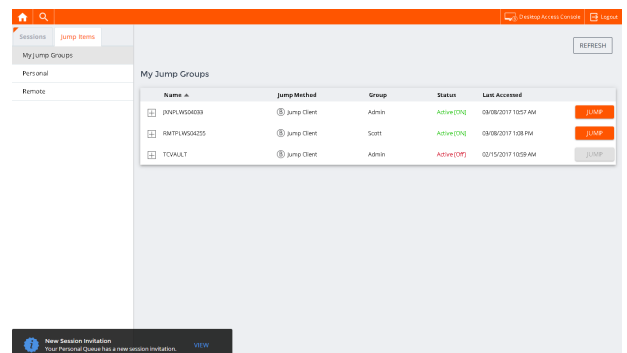 Desktop Access Console Logout
Sessions Jump Items
REFRESH
My Jump Groups
Personal
Remote
My Jump Groups
Name Jump Method Group Status Last Accessed
JXNPLWS04033 Jump Client Admin Active [ON] 03/08/2017 10:57 AM JUMP
RMTPLWS04255 Jump Client Scott Active [ON] 03/08/2017 1:08 PM JUMP
TCVAULT Jump Client Admin Active [Off] 02/15/2017 10:59 AM JUMP
New Session Invitation
Your Personal Queue has a new session invitation. VIEW